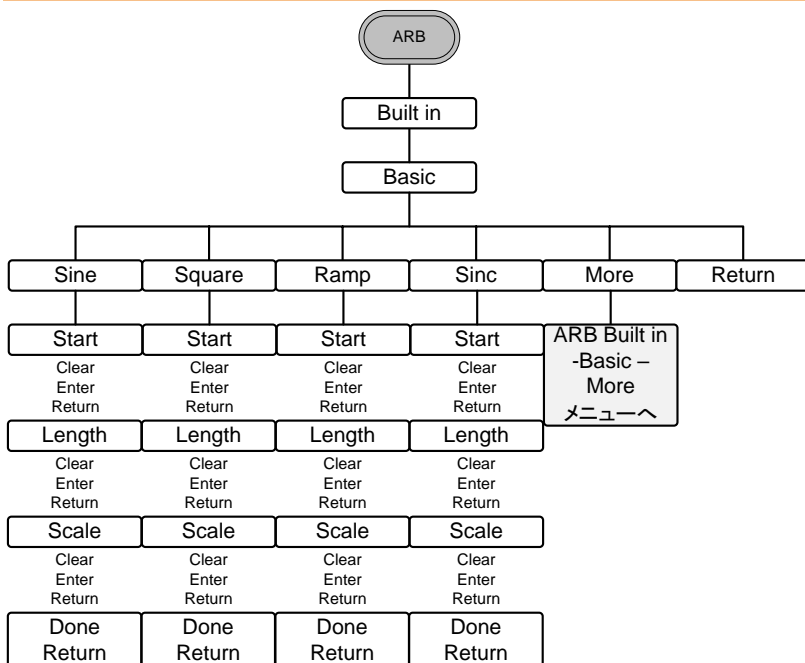 ARB
Built in
Basic
Sine Square Ramp Sinc More Return
Start Start Start Start ARB Built in
-Basic –
More
メニューへ
Clear Clear Clear Clear
Enter Enter Enter Enter
Return Return Return Return
Length Length Length Length
Clear Clear Clear Clear
Enter Enter Enter Enter
Return Return Return Return
Scale Scale Scale Scale
Clear Clear Clear Clear
Enter Enter Enter Enter
Return Return Return Return
Done Done Done Done
Return Return Return Return